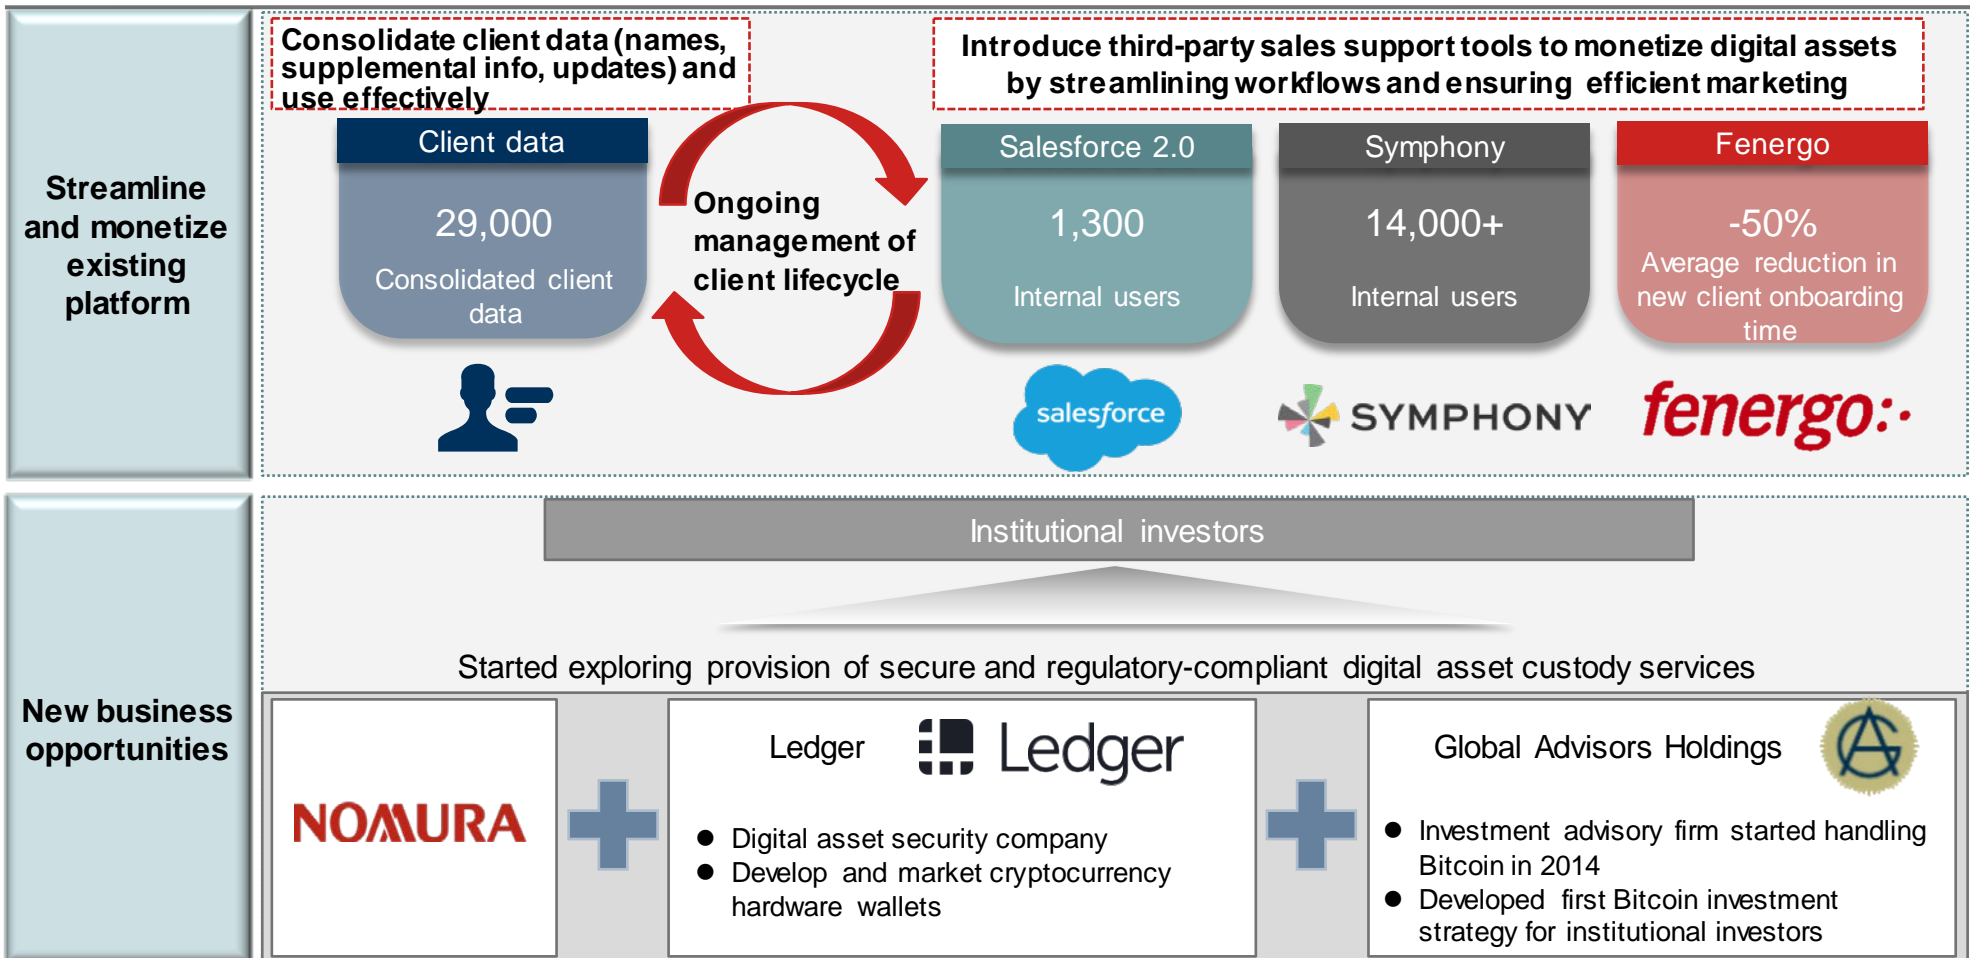 Streamline
and monetize
existing
platform
Consolidate client data (names,
supplemental info, updates) and
use effectively
Client data
29,000
Consolidated client
data
Ongoing
management of
client lifecycle
Introduce third-party sales support tools to monetize digital assets
by streamlining workflows and ensuring efficient marketing
Salesforce 2.0
1,300
Internal users
salesforce
Symphony
14,000+
Internal users
SYMPHONY
Fenergo
-50%
Average reduction in
new client onboarding
time
fenergo:·
New business
opportunities
Institutional investors
Started exploring provision of secure and regulatory-compliant digital asset custody services
NOMURA
Ledger
Ledger
● Digital asset security company
● Develop and market cryptocurrency
hardware wallets
Global Advisors Holdings
GA
● Investment advisory firm started handling
Bitcoin in 2014
● Developed first Bitcoin investment
strategy for institutional investors